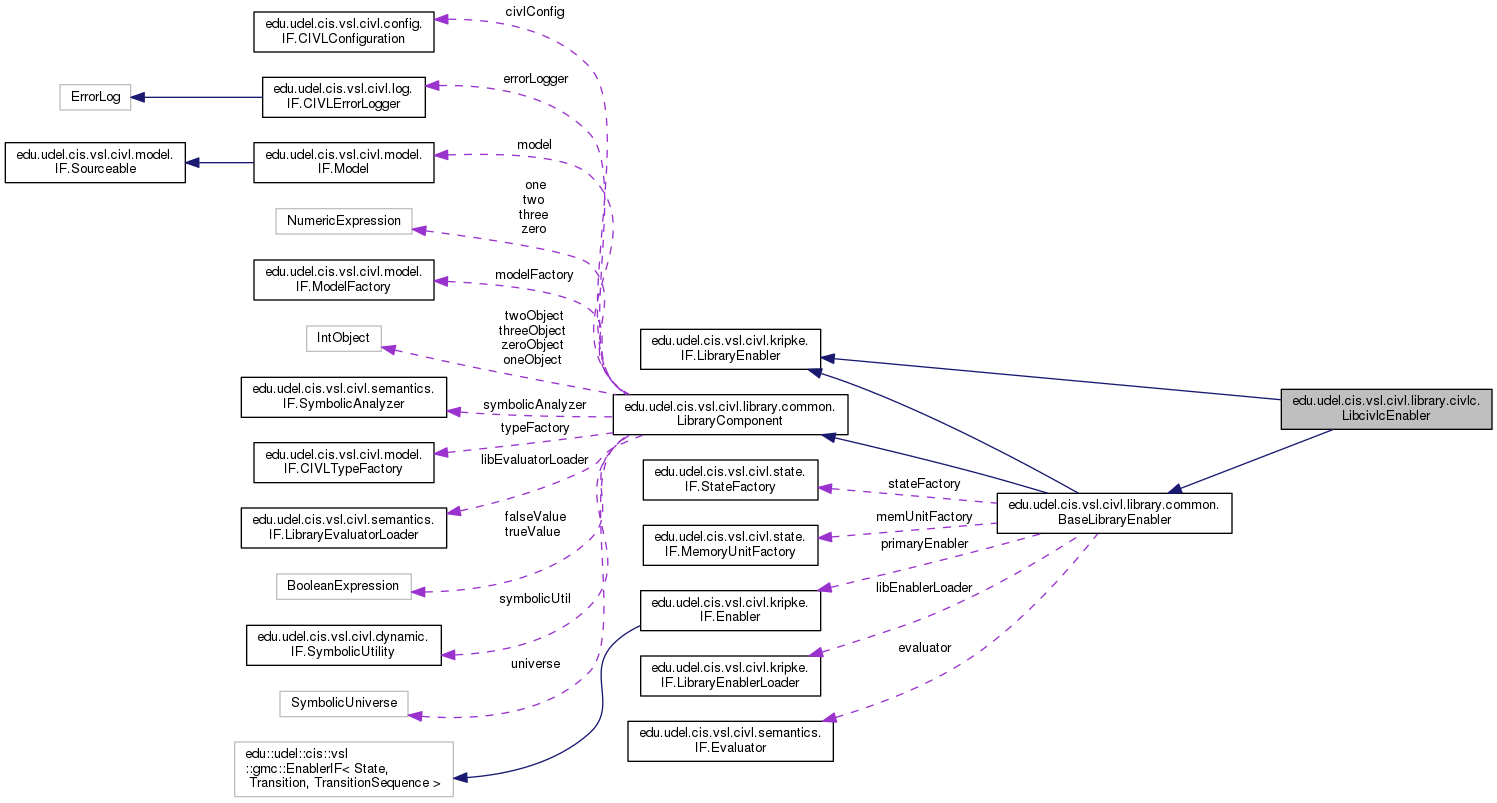 edu.udel.cis.vsl.civl.config.
IF.CIVLConfiguration
civlConfig
ErrorLog
edu.udel.cis.vsl.civl.log.
IF.CIVLErrorLogger
errorLogger
edu.udel.cis.vsl.civl.model.
IF.Sourceable
edu.udel.cis.vsl.civl.model.
IF.Model
model
NumericExpression
one
two
three
zero
edu.udel.cis.vsl.civl.model.
IF.ModelFactory
modelFactory
IntObject
twoObject
threeObject
zeroObject
oneObject
edu.udel.cis.vsl.civl.semantics.
IF.SymbolicAnalyzer
symbolicAnalyzer
edu.udel.cis.vsl.civl.model.
IF.CIVLTypeFactory
typeFactory
edu.udel.cis.vsl.civl.semantics.
IF.LibraryEvaluatorLoader
libEvaluatorLoader
BooleanExpression
falseValue
trueValue
edu.udel.cis.vsl.civl.dynamic.
IF.SymbolicUtility
symbolicUtil
SymbolicUniverse
universe
edu::udel::cis::vsl
::gmc::EnablerIF< State,
Transition, TransitionSequence >
edu.udel.cis.vsl.civl.kripke.
IF.LibraryEnabler
edu.udel.cis.vsl.civl.library.common.
LibraryComponent
edu.udel.cis.vsl.civl.state.
IF.StateFactory
stateFactory
edu.udel.cis.vsl.civl.state.
IF.MemoryUnitFactory
memUnitFactory
edu.udel.cis.vsl.civl.kripke.
IF.Enabler
primaryEnabler
edu.udel.cis.vsl.civl.kripke.
IF.LibraryEnablerLoader
libEnablerLoader
edu.udel.cis.vsl.civl.semantics.
IF.Evaluator
evaluator
edu.udel.cis.vsl.civl.library.common.
BaseLibraryEnabler
edu.udel.cis.vsl.civl.library.civlc.
LibcivlcEnabler